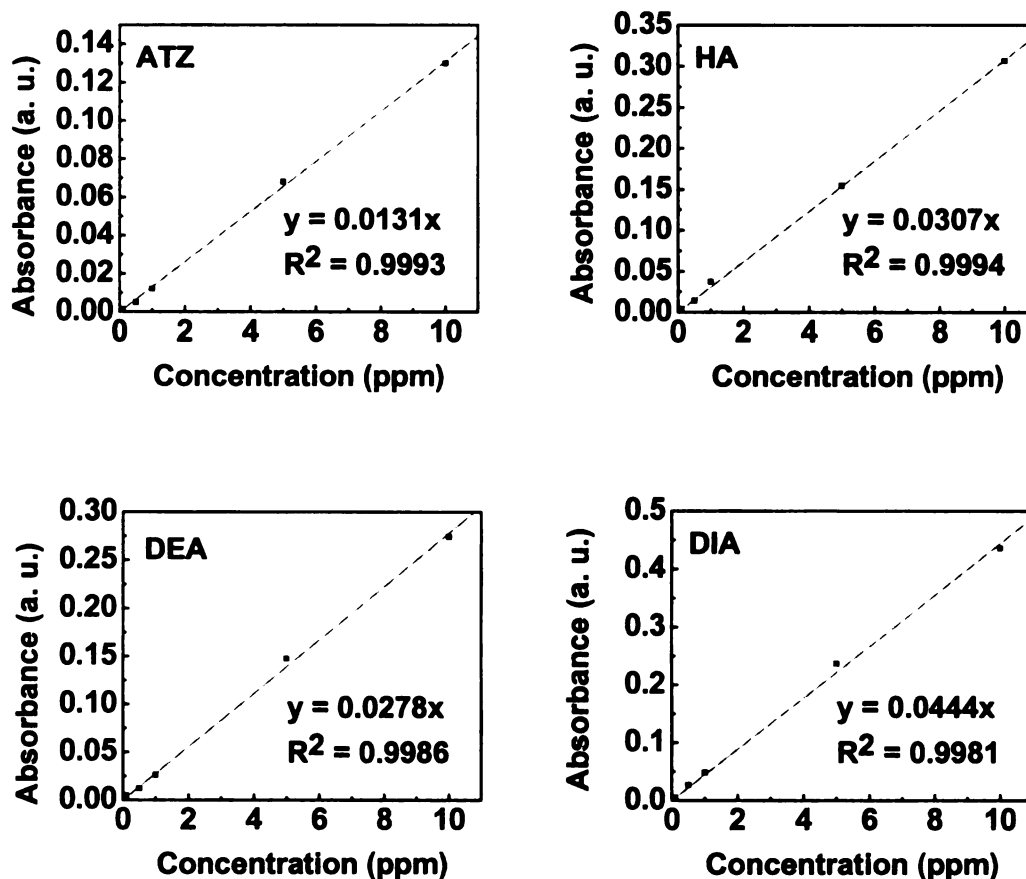 ATZ
Absorbance (a. u.)
0.14
0.12
0.10
0.08
0.06
0.04
0.02
0.00
y = 0.0131x
R² = 0.9993
0 2 4 6 8 10
Concentration (ppm)
HA
Absorbance (a. u.)
0.35
0.30
0.25
0.20
0.15
0.10
0.05
0.00
y = 0.0307x
R² = 0.9994
0 2 4 6 8 10
Concentration (ppm)
DEA
Absorbance (a. u.)
0.30
0.25
0.20
0.15
0.10
0.05
0.00
y = 0.0278x
R² = 0.9986
0 2 4 6 8 10
Concentration (ppm)
DIA
Absorbance (a. u.)
0.5
0.4
0.3
0.2
0.1
0.0
y = 0.0444x
R² = 0.9981
0 2 4 6 8 10
Concentration (ppm)